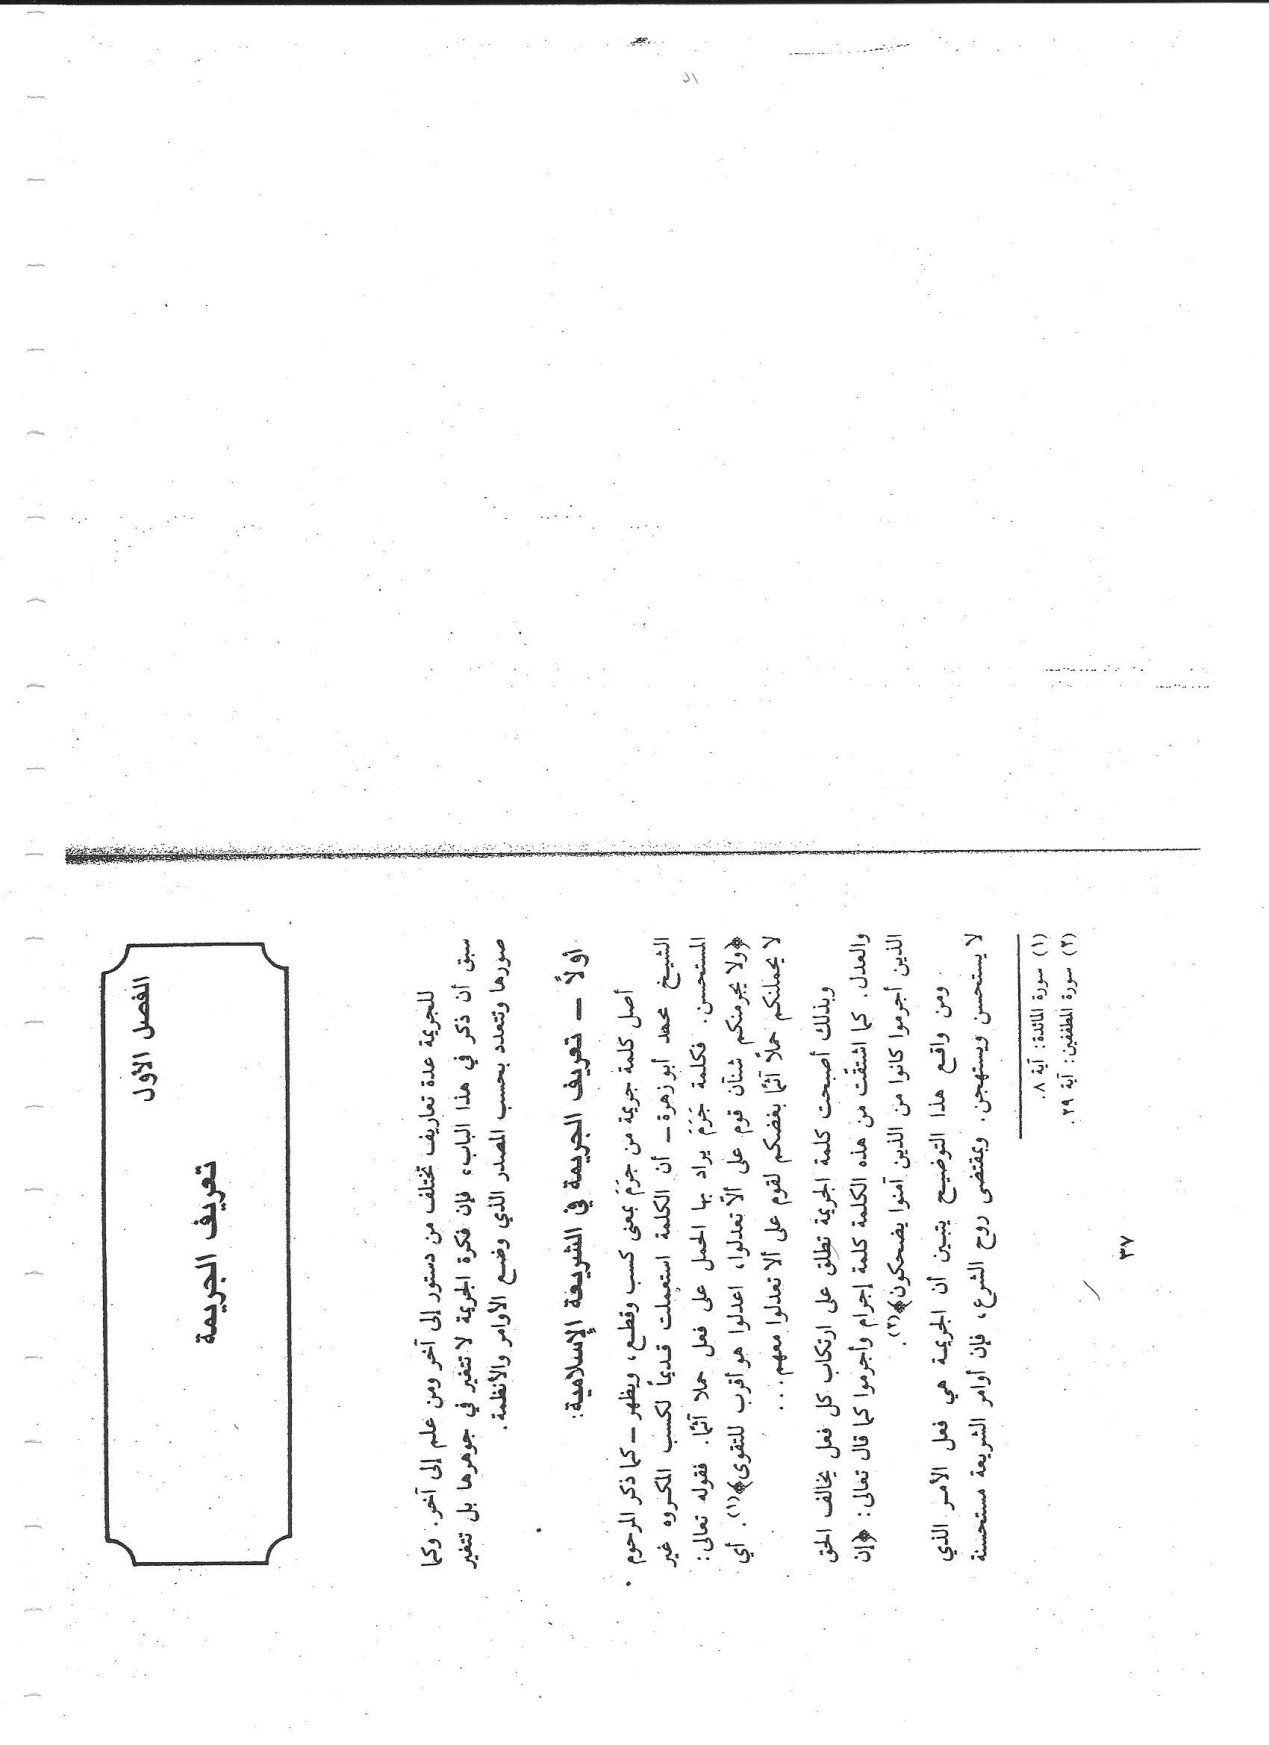 الفصل الأول
تعريف الجريمة
للجريمة عدة تعاريف تختلف من دستور إلى آخر ومن علم إلى آخر. وكما
سبق أن ذكر في هذا الباب، فإن فكرة الجريمة لا تتغير في جوهرها بل تتغير
صورها وتتعدد بحسب المصدر الذي وضع الأوامر والأنظمة.
أولاً – تعريف الجريمة في الشريعة الإسلامية:
أصل كلمة جريمة من جَرَمَ بمعنى كسب وقطع، ويظهر – كما ذكر المرحوم
الشيخ محمد أبو زهرة – أن الكلمة استعملت قديماً لكسب المكروه غير
المستحسن. فكلمة جَرَمَ يراد بها الحمل على فعل حملا آثمًا. فقوله تعالى:
﴿ولا يجرمنكم شنآن قوم على ألاّ تعدلوا، اعدلوا هو أقرب للتقوى﴾(١). أي
لا يحملنكم حملاً آثمًا بغضكم لقوم على ألا تعدلوا معهم...
وبذلك أصبحت كلمة الجريمة تطلق على ارتكاب كل فعل يخالف الحق
والعدل. كما اشتقّت من هذه الكلمة كلمة إجرام وأجرموا كما قال تعالى: ﴿إن
الذين أجرموا كانوا من الذين آمنوا يضحكون﴾(٢).
ومن واقع هذا التوضيح يتبين أن الجريمة هي فعل الأمر الذي
لا يستحسن ويستهجن. وبمقتضى روح الشرع، فإن أوامر الشريعة مستحسنة
(١) سورة المائدة: آية ٨.
(٢) سورة المطففين: آية ٢٩.
٣٧